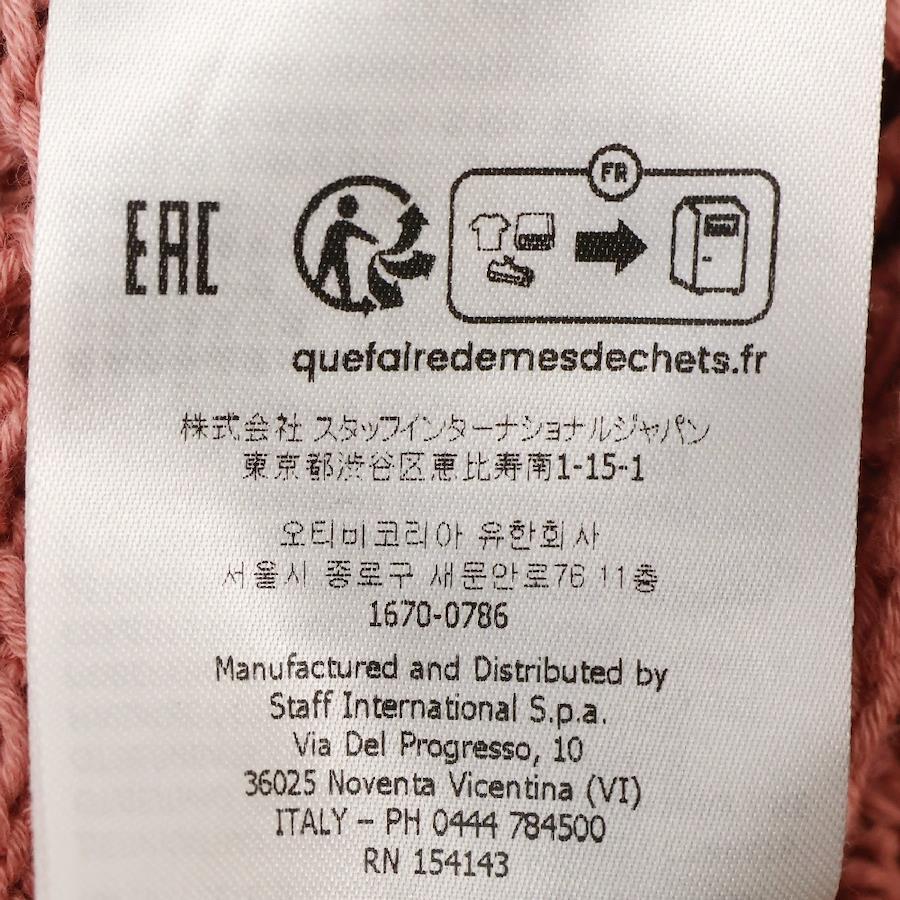 EAC
FR
quefairedemesdechets.fr
株式会社 スタッフインターナショナルジャパン
東京都渋谷区恵比寿南1-15-1
오티비코리아 유한회사
서울시 종로구 새문안로76 11층
1670-0786
Manufactured and Distributed by
Staff International S.p.a.
Via Del Progresso, 10
36025 Noventa Vicentina (VI)
ITALY – PH 0444 784500
RN 154143